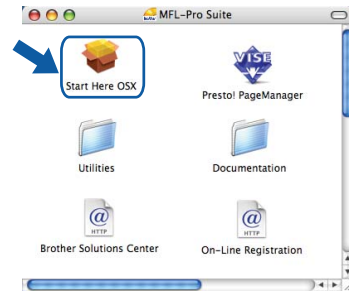 MFL-Pro Suite
Start Here OSX
VISE
Presto! PageManager
Utilities
Documentation
@
HTTP
@
HTTP
Brother Solutions Center
On-Line Registration